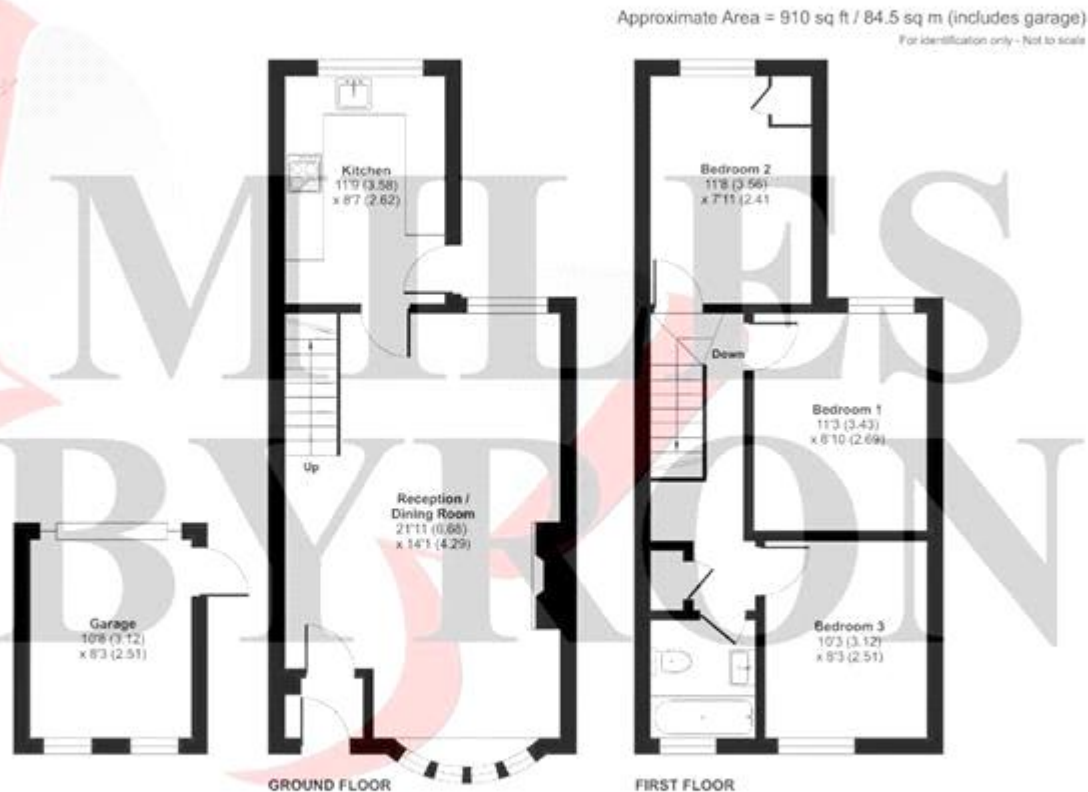 Approximate Area = 910 sq ft / 84.5 sq m (includes garage)
For identification only - Not to scale
MILES
BYRON
Kitchen
11'9 (3.58)
x 8'7 (2.62)
Up
Reception /
Dining Room
21'11 (6.68)
x 14'1 (4.29)
Garage
10'8 (3.12)
x 8'3 (2.51)
GROUND FLOOR
Bedroom 2
11'8 (3.56)
x 7'11 (2.41
Down
Bedroom 1
11'3 (3.43)
x 8'10 (2.69)
Bedroom 3
10'3 (3.12)
x 8'3 (2.51)
FIRST FLOOR